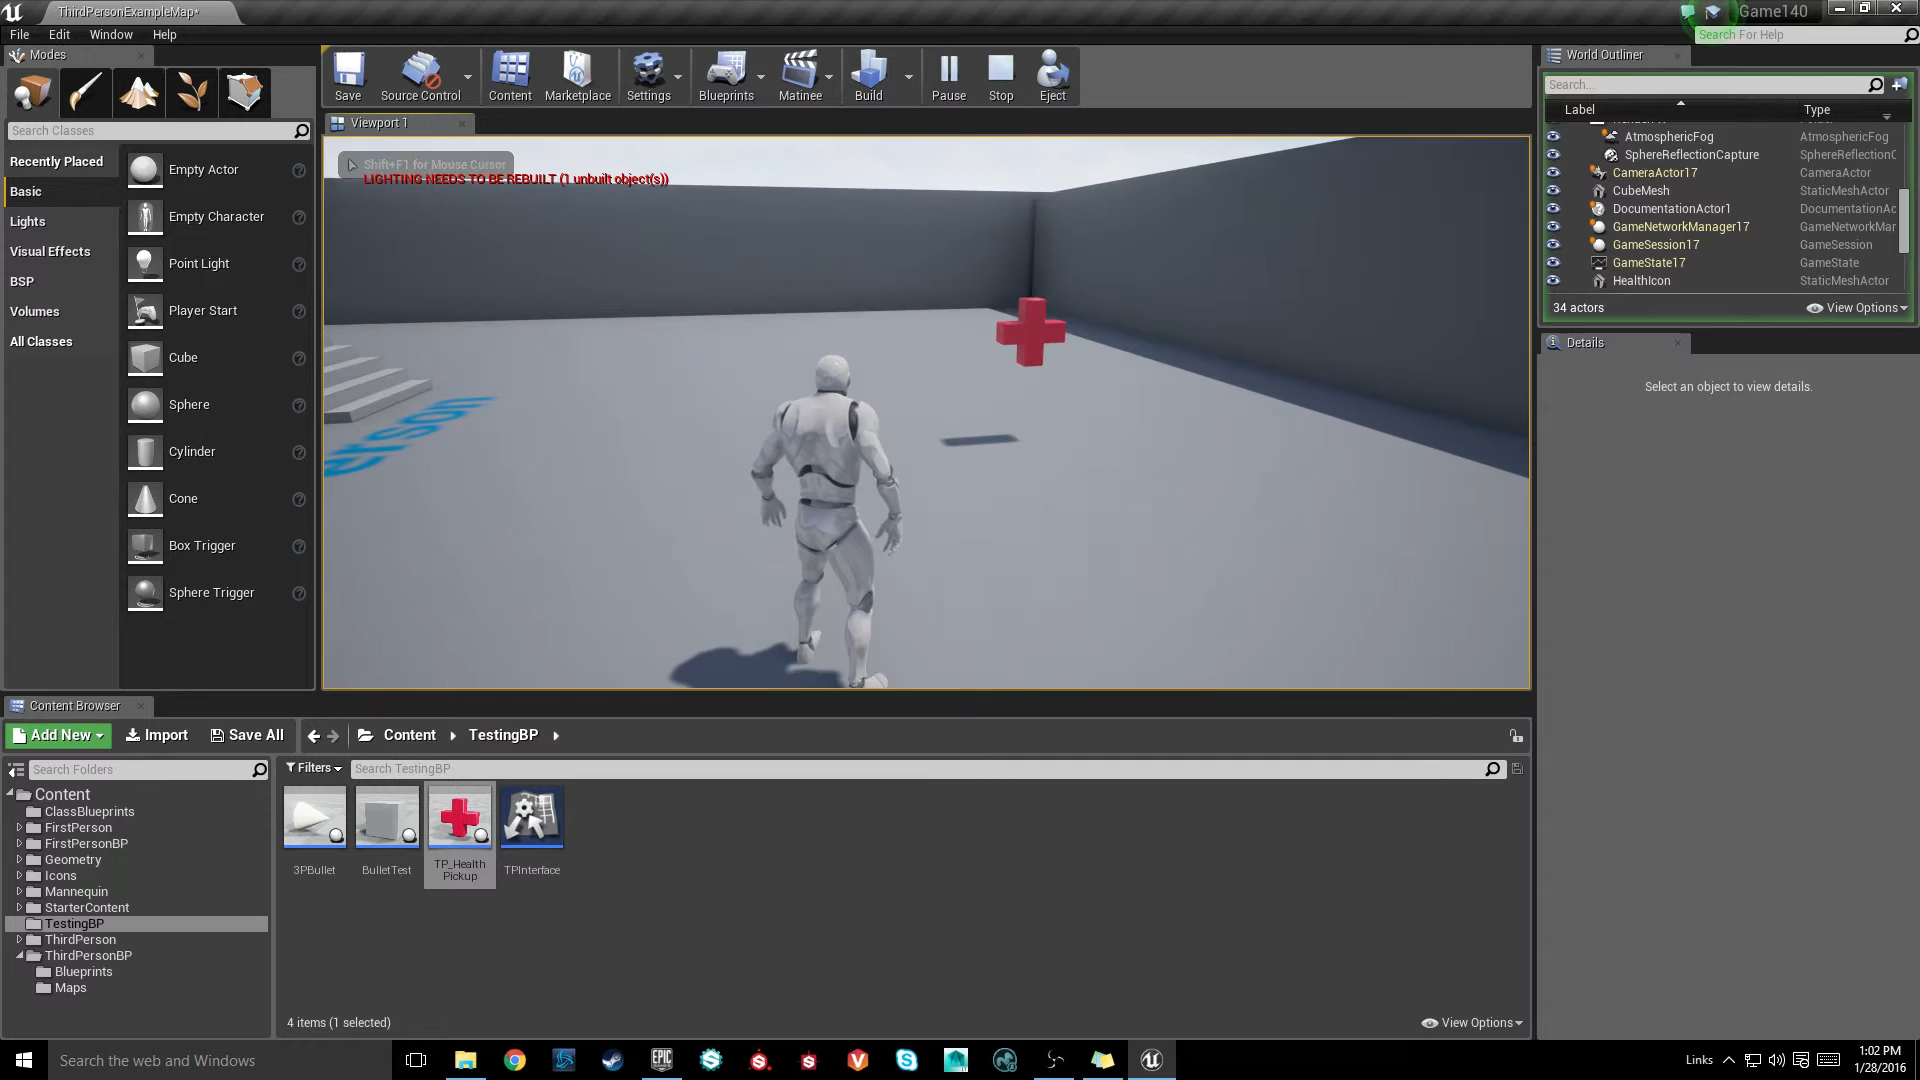 ThirdPersonExampleMap*
Game140
File Edit Window Help
Search For Help
Modes
Search Classes
Recently Placed
Basic
Lights
Visual Effects
BSP
Volumes
All Classes
Empty Actor
Empty Character
Point Light
Player Start
Cube
Sphere
Cylinder
Cone
Box Trigger
Sphere Trigger
Save
Source Control
Content
Marketplace
Settings
Blueprints
Matinee
Build
Pause
Stop
Eject
Viewport 1
Shift+F1 for Mouse Cursor
LIGHTING NEEDS TO BE REBUILT (1 unbuilt object(s))
World Outliner
Search...
Label Type
AtmosphericFog AtmosphericFog
SphereReflectionCapture SphereReflectionC
CameraActor17 CameraActor
CubeMesh StaticMeshActor
DocumentationActor1 DocumentationAc
GameNetworkManager17 GameNetworkMar
GameSession17 GameSession
GameState17 GameState
HealthIcon StaticMeshActor
34 actors
View Options
Details
Select an object to view details.
Content Browser
Add New
Import
Save All
Content
TestingBP
Search Folders
Filters
Search TestingBP
Content
ClassBlueprints
FirstPerson
FirstPersonBP
Geometry
Icons
Mannequin
StarterContent
TestingBP
ThirdPerson
ThirdPersonBP
Blueprints
Maps
3PBullet
BulletTest
TP_Health
Pickup
TPInterface
4 items (1 selected)
View Options
Search the web and Windows
EPIC
Links
1:02 PM
1/28/2016